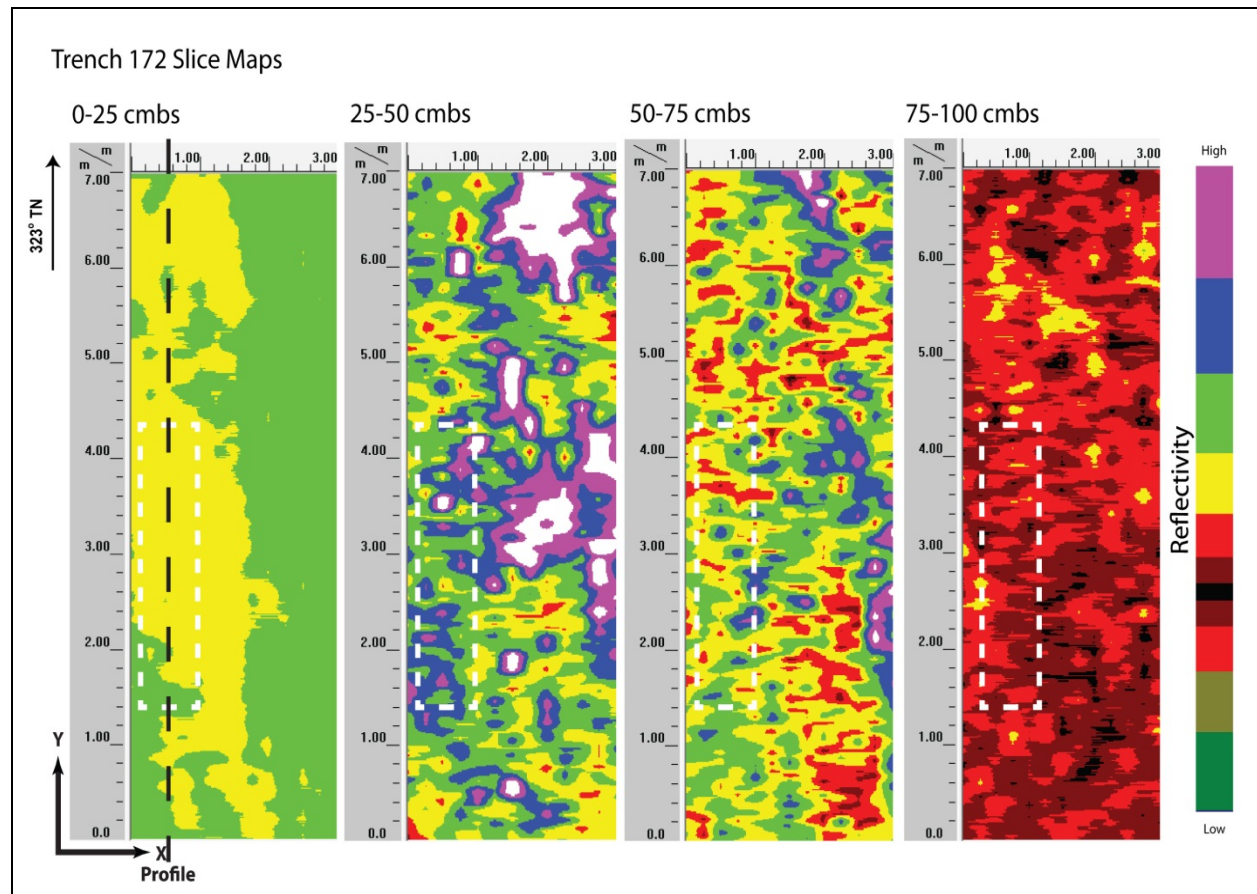 Trench 172 Slice Maps
0-25 cmbs
25-50 cmbs
50-75 cmbs
75-100 cmbs
m
m
1.00 2.00 3.00
m
m
1.00 2.00 3.00
m
m
1.00 2.00 3.00
m
m
1.00 2.00 3.00
High
323° TN
7.00
6.00
5.00
4.00
3.00
2.00
1.00
0.0
7.00
6.00
5.00
4.00
3.00
2.00
1.00
0.0
7.00
6.00
5.00
4.00
3.00
2.00
1.00
0.0
7.00
6.00
5.00
4.00
3.00
2.00
1.00
0.0
Reflectivity
Low
Y
X
Profile